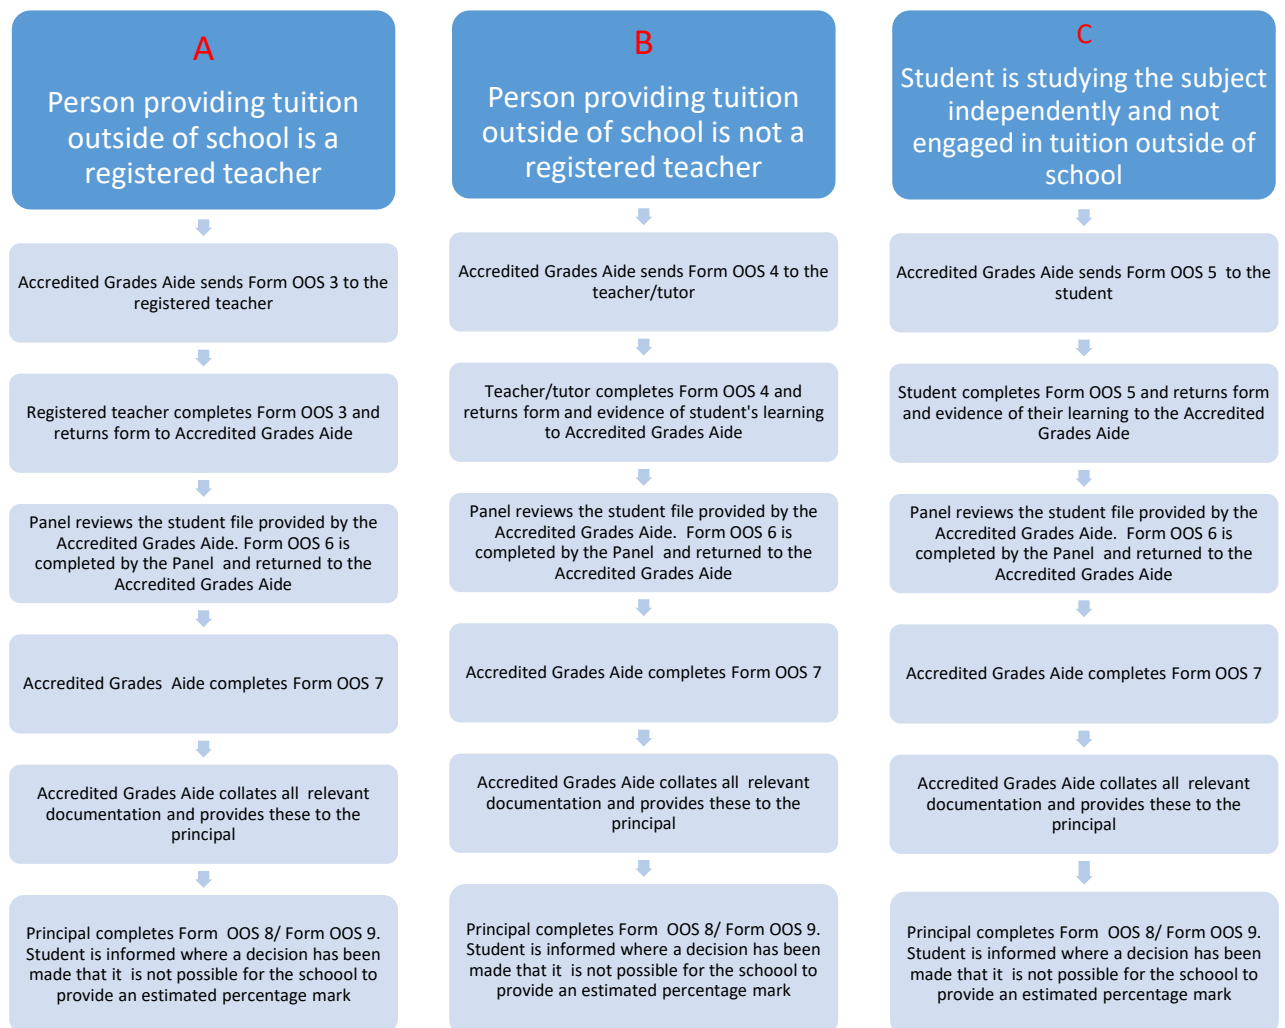 A
Person providing tuition
outside of school is a
registered teacher
Accredited Grades Aide sends Form OOS 3 to the
registered teacher
Registered teacher completes Form OOS 3 and
returns form to Accredited Grades Aide
Panel reviews the student file provided by the
Accredited Grades Aide. Form OOS 6 is
completed by the Panel and returned to the
Accredited Grades Aide
Accredited Grades Aide completes Form OOS 7
Accredited Grades Aide collates all relevant
documentation and provides these to the
principal
Principal completes Form OOS 8/ Form OOS 9.
Student is informed where a decision has been
made that it is not possible for the schoool to
provide an estimated percentage mark
B
Person providing tuition
outside of school is not a
registered teacher
Accredited Grades Aide sends Form OOS 4 to the
teacher/tutor
Teacher/tutor completes Form OOS 4 and
returns form and evidence of student's learning
to Accredited Grades Aide
Panel reviews the student file provided by the
Accredited Grades Aide. Form OOS 6 is
completed by the Panel and returned to the
Accredited Grades Aide
Accredited Grades Aide completes Form OOS 7
Accredited Grades Aide collates all relevant
documentation and provides these to the
principal
Principal completes Form OOS 8/ Form OOS 9.
Student is informed where a decision has been
made that it is not possible for the schoool to
provide an estimated percentage mark
C
Student is studying the subject
independently and not
engaged in tuition outside of
school
Accredited Grades Aide sends Form OOS 5 to the
student
Student completes Form OOS 5 and returns form
and evidence of their learning to the Accredited
Grades Aide
Panel reviews the student file provided by the
Accredited Grades Aide. Form OOS 6 is
completed by the Panel and returned to the
Accredited Grades Aide
Accredited Grades Aide completes Form OOS 7
Accredited Grades Aide collates all relevant
documentation and provides these to the
principal
Principal completes Form OOS 8/ Form OOS 9.
Student is informed where a decision has been
made that it is not possible for the schoool to
provide an estimated percentage mark